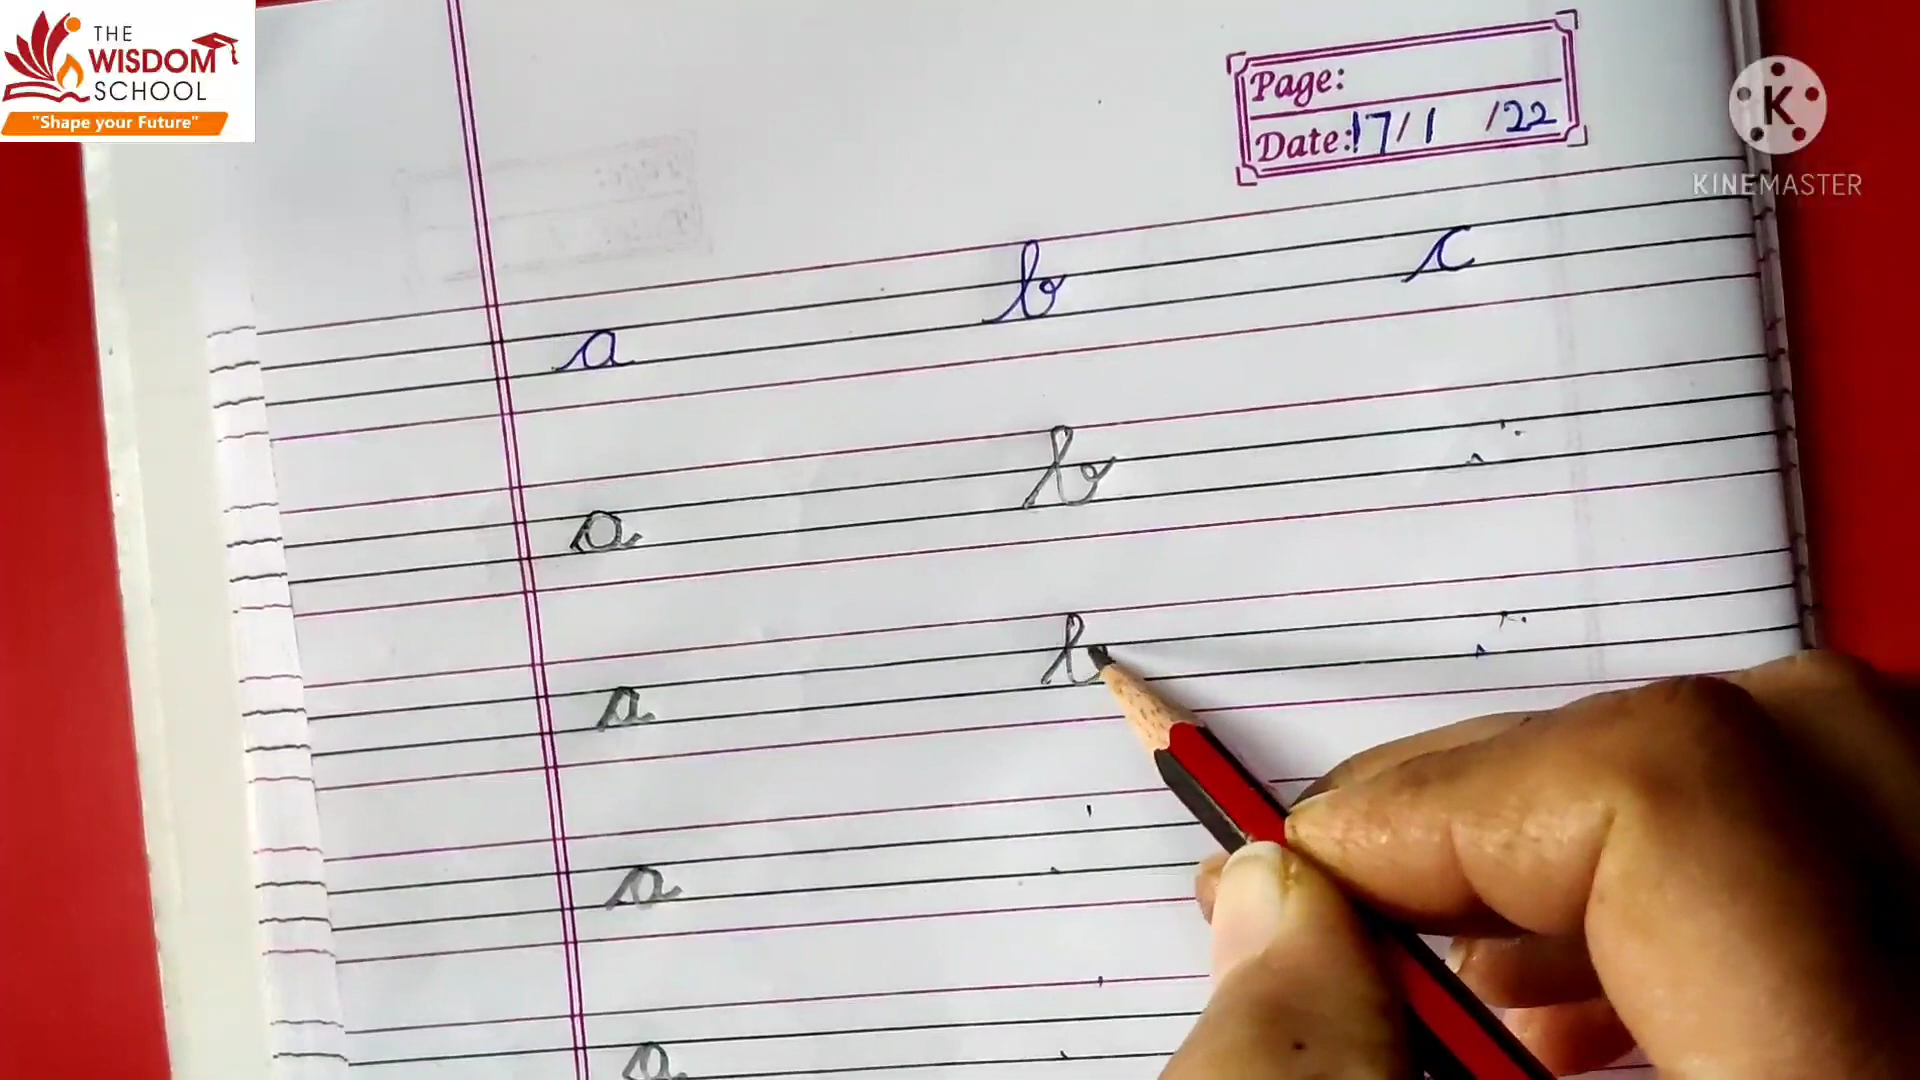 THE
WISDOM
SCHOOL
"Shape your Future"
Page:
Date: 17/1/22
K
KINEMASTER
a b c
a b
a b
a
a